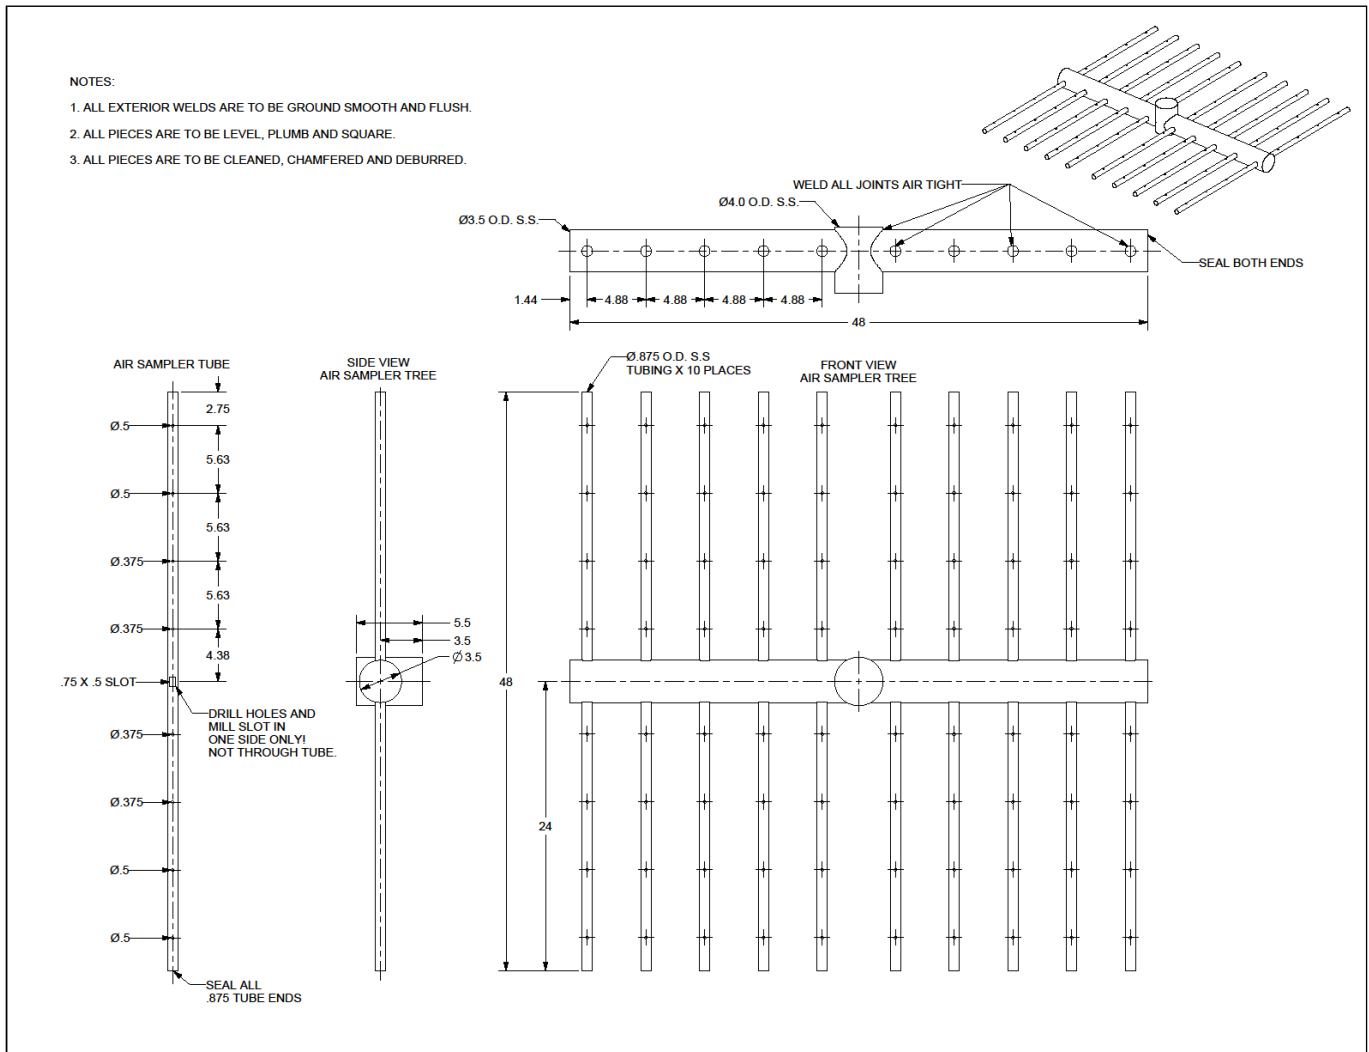 NOTES:
1. ALL EXTERIOR WELDS ARE TO BE GROUND SMOOTH AND FLUSH.
2. ALL PIECES ARE TO BE LEVEL, PLUMB AND SQUARE.
3. ALL PIECES ARE TO BE CLEANED, CHAMFERED AND DEBURRED.
WELD ALL JOINTS AIR TIGHT
Ø4.0 O.D. S.S.
Ø3.5 O.D. S.S.
SEAL BOTH ENDS
1.44
4.88
4.88
4.88
4.88
48
AIR SAMPLER TUBE
2.75
Ø.5
5.63
Ø.5
5.63
Ø.375
5.63
Ø.375
4.38
.75 X .5 SLOT
DRILL HOLES AND
MILL SLOT IN
ONE SIDE ONLY!
NOT THROUGH TUBE.
Ø.375
Ø.375
Ø.5
Ø.5
SEAL ALL
.875 TUBE ENDS
SIDE VIEW
AIR SAMPLER TREE
5.5
3.5
Ø3.5
Ø.875 O.D. S.S
TUBING X 10 PLACES
FRONT VIEW
AIR SAMPLER TREE
48
24